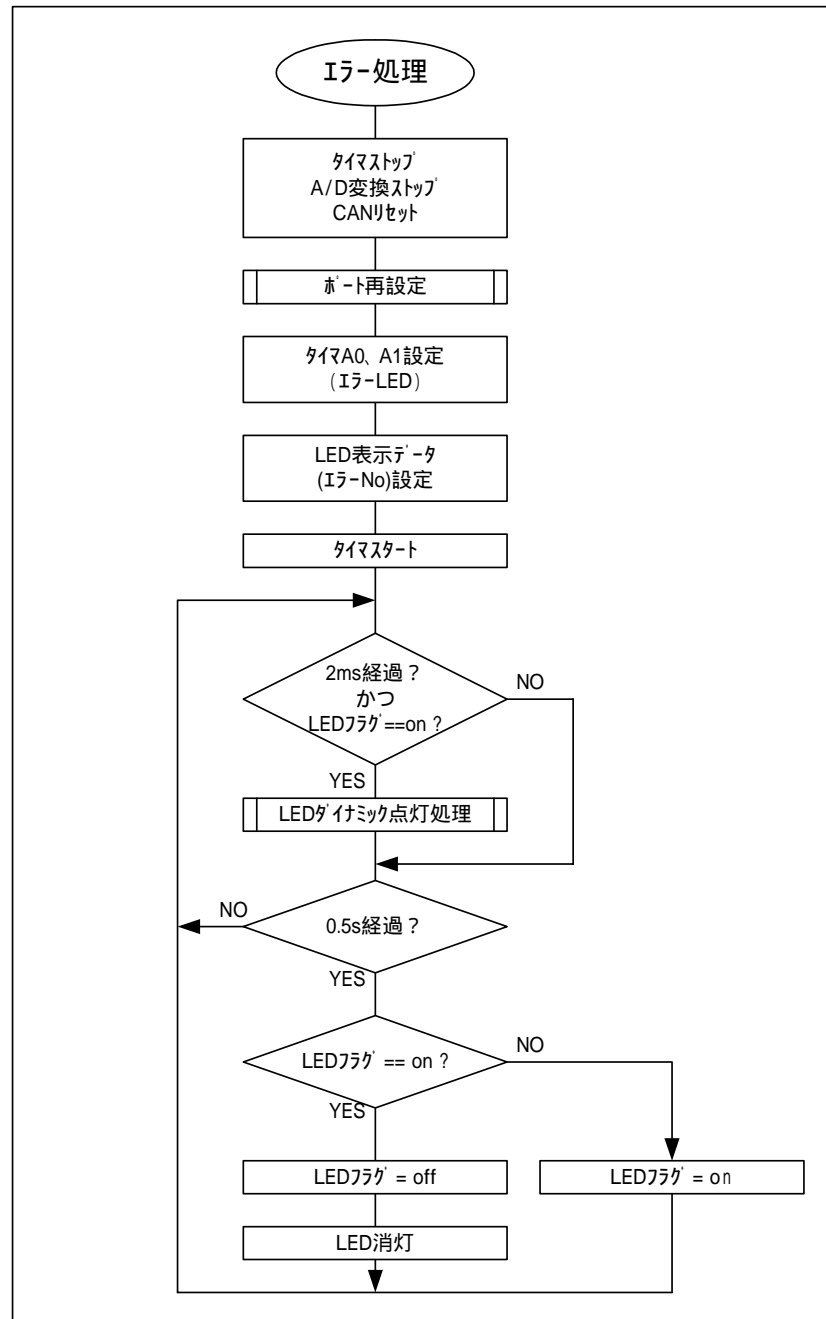 ｴﾗｰ処理
ﾀｲﾏｽﾄｯﾌﾟ
A/D変換ｽﾄｯﾌﾟ
CANﾘｾｯﾄ
ﾎﾟｰﾄ再設定
ﾀｲﾏA0、A1設定
(ｴﾗｰLED)
LED表示ﾃﾞｰﾀ
(ｴﾗｰNo)設定
ﾀｲﾏｽﾀｰﾄ
2ms経過？
かつ
LEDﾌﾗｸﾞ==on ?
NO
YES
LEDﾀﾞｲﾅﾐｯｸ点灯処理
NO
0.5s経過？
YES
LEDﾌﾗｸﾞ == on ?
NO
YES
LEDﾌﾗｸﾞ = off
LEDﾌﾗｸﾞ = on
LED消灯